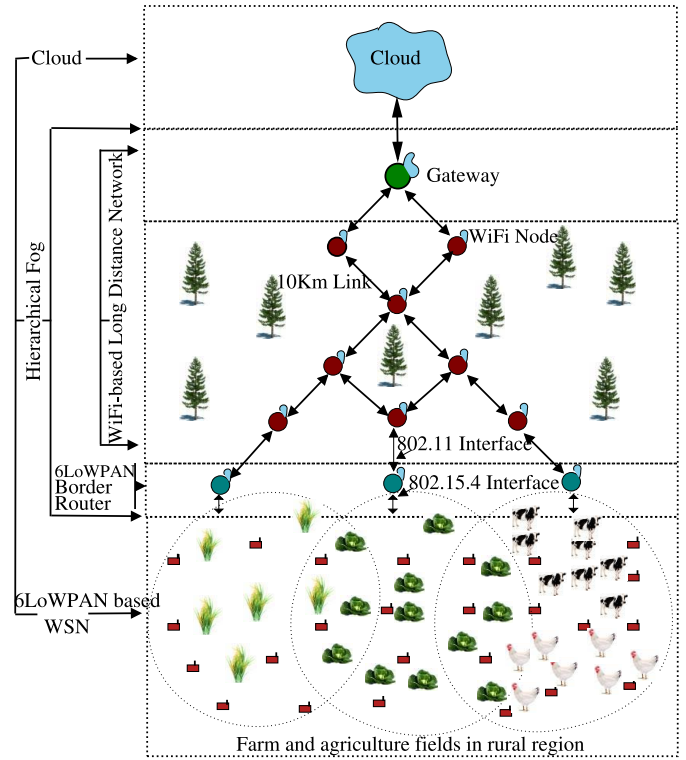 Cloud
Cloud
Gateway
WiFi Node
10Km Link
Hierarchical Fog
WiFi-based Long Distance Network
802.11 Interface
6LoWPAN
Border
Router
802.15.4 Interface
6LoWPAN based
WSN
Farm and agriculture fields in rural region